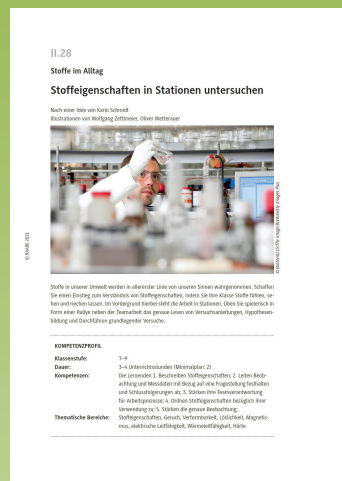 II.28
Stoffe im Alltag
Stoffeigenschaften in Stationen untersuchen
Nach einer Idee von Karin Schmidt
Illustrationen von Wolfgang Zettlmeier, Oliver Wetterauer
© RAABE 2021
Stoffe in unserer Umwelt werden in allererster Linie von unseren Sinnen wahrgenommen. Schaffen
Sie einen Einstieg zum Verständnis von Stoffeigenschaften, indem Sie Ihre Klasse Stoffe fühlen, se-
hen und riechen lassen. Im Vordergrund hierbei steht die Arbeit in Stationen. Üben Sie spielerisch in
Form einer Rallye neben der Teamarbeit das genaue Lesen von Versuchsanleitungen, Hypothesen-
bildung und Durchführen grundlegender Versuche.
KOMPETENZPROFIL
Klassenstufe: 7–9
Dauer: 3–4 Unterrichtsstunden (Minimalplan: 2)
Kompetenzen: Die Lernenden 1. Beschreiben Stoffeigenschaften; 2. Leiten Beob-
achtung und Messdaten mit Bezug auf eine Fragestellung festhalten
und Schlussfolgerungen ab; 3. Stärken ihre Teamverantwortung
für Arbeitsprozesse; 4. Ordnen Stoffeigenschaften bezüglich ihrer
Verwendung zu; 5. Stärken die genaue Beobachtung;
Thematische Bereiche: Stoffeigenschaften, Geruch, Verformbarkeit, Löslichkeit, Magnetis-
mus, elektrische Leitfähigkeit, Wärmeleitfähigkeit, Härte